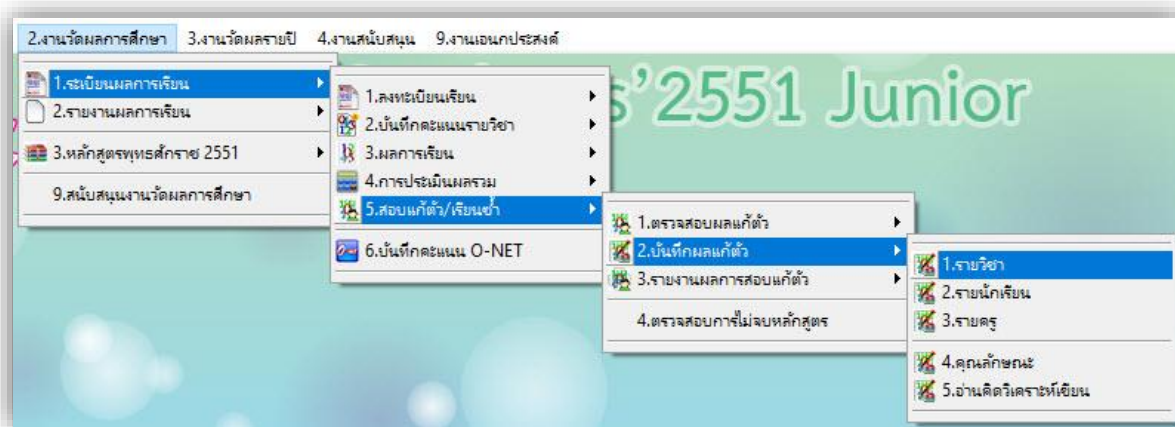 2.งานวัดผลการศึกษา 3.งานวัดผลรายปี 4.งานสนับสนุน 9.งานเอนกประสงค์
1.ระเบียนผลการเรียน
2.รายงานผลการเรียน
3.หลักสูตรพุทธศักราช 2551
9.สนับสนุนงานวัดผลการศึกษา
1.ลงทะเบียนเรียน
2.บันทึกคะแนนรายวิชา
3.ผลการเรียน
4.การประเมินผลรวม
5.สอบแก้ตัว/เรียนซ้ำ
6.บันทึกคะแนน O-NET
s'2551 Junior
1.ตรวจสอบผลแก้ตัว
2.บันทึกผลแก้ตัว
3.รายงานผลการสอบแก้ตัว
4.ตรวจสอบการไม่จบหลักสูตร
1.รายวิชา
2.รายนักเรียน
3.รายครู
4.คุณลักษณะ
5.อ่านคิดวิเคราะห์เขียน